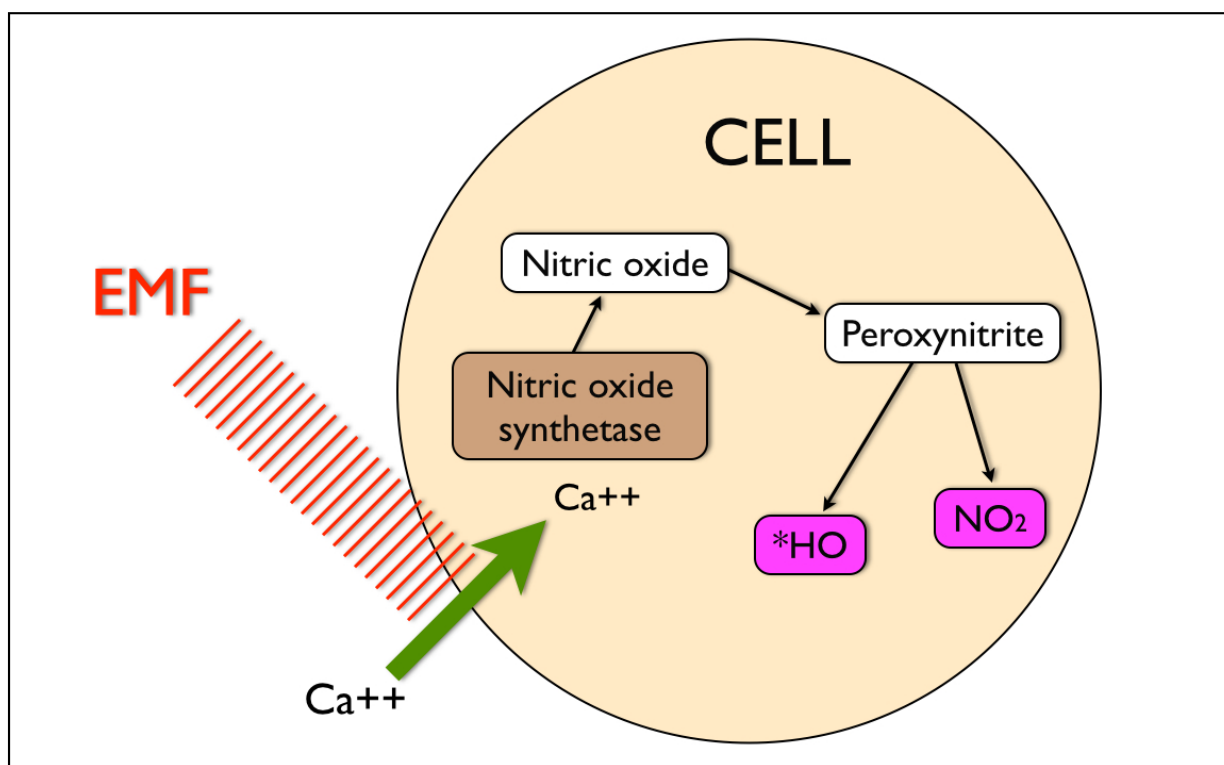 CELL
EMF
Nitric oxide
Peroxynitrite
Nitric oxide
synthetase
Ca++
*HO
NO₂
Ca++